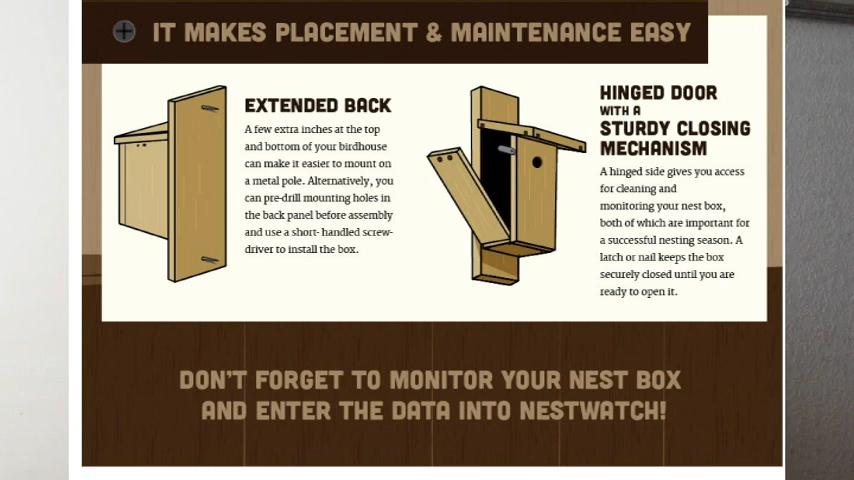 IT MAKES PLACEMENT & MAINTENANCE EASY
EXTENDED BACK
A few extra inches at the top
and bottom of your birdhouse
can make it easier to mount on
a metal pole. Alternatively, you
can pre-drill mounting holes in
the back panel before assembly
and use a short- handled screw-
driver to install the box.
HINGED DOOR
WITH A
STURDY CLOSING
MECHANISM
A hinged side gives you access
for cleaning and
monitoring your nest box,
both of which are important for
a successful nesting season. A
latch or nail keeps the box
securely closed until you are
ready to open it.
DON'T FORGET TO MONITOR YOUR NEST BOX
AND ENTER THE DATA INTO NESTWATCH!